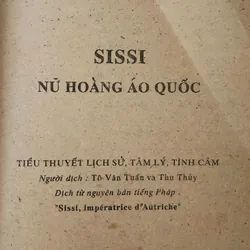 SISSI
NỮ HOÀNG ÁO QUỐC
TIỂU THUYẾT LỊCH SỬ, TÂM LÝ, TÌNH CẢM
Người dịch : Tô Văn Tuấn và Thu Thủy
Dịch từ nguyên bản tiếng Pháp .
"Sissi, impératrice d'Autriche"